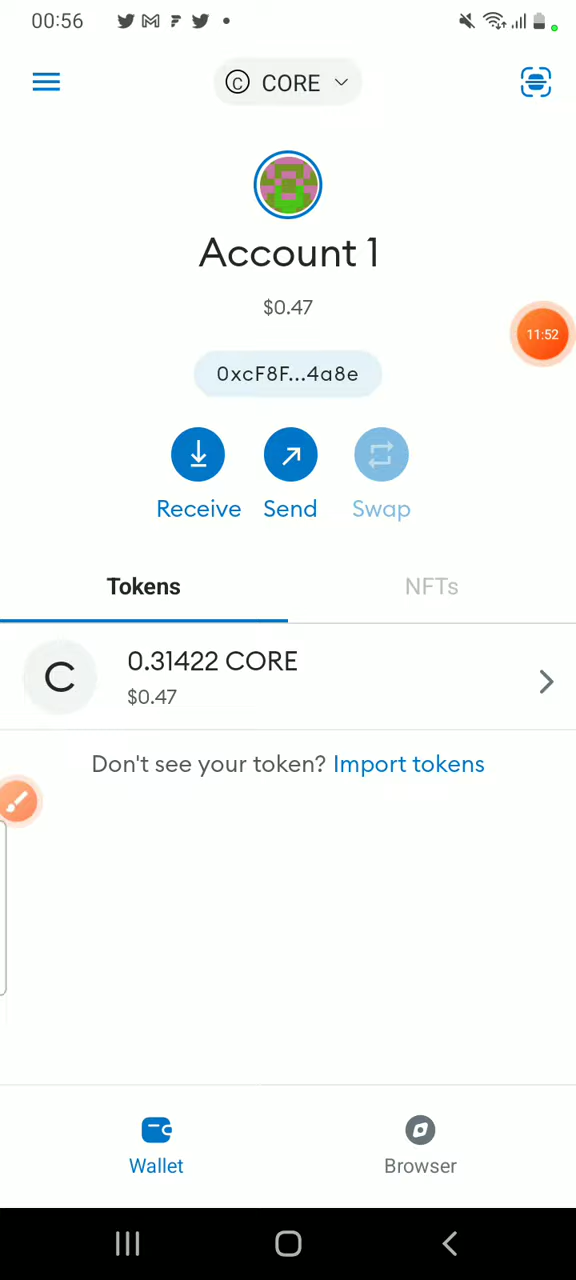 00:56
C CORE
Account 1
$0.47
11:52
0xcF8F...4a8e
Receive Send Swap
Tokens NFTs
C 0.31422 CORE
$0.47
Don't see your token? Import tokens
Wallet Browser